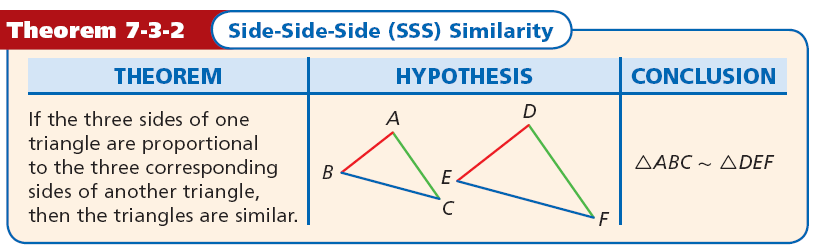 Theorem 7-3-2 Side-Side-Side (SSS) Similarity
THEOREM HYPOTHESIS CONCLUSION
If the three sides of one
triangle are proportional
to the three corresponding
sides of another triangle,
then the triangles are similar.
A
B
C
D
E
F
△ABC ~ △DEF